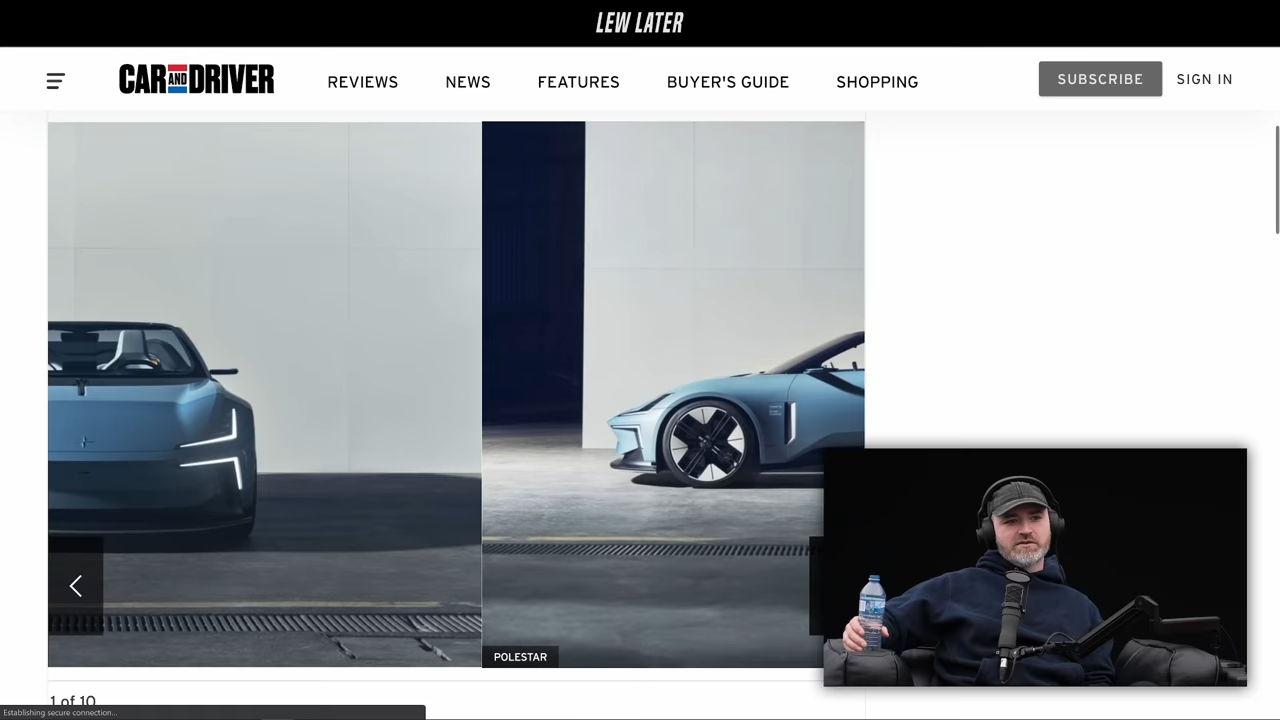 LEW LATER
CAR AND DRIVER
REVIEWS
NEWS
FEATURES
BUYER'S GUIDE
SHOPPING
SUBSCRIBE
SIGN IN
POLESTAR
1 of 10
Establishing secure connection...